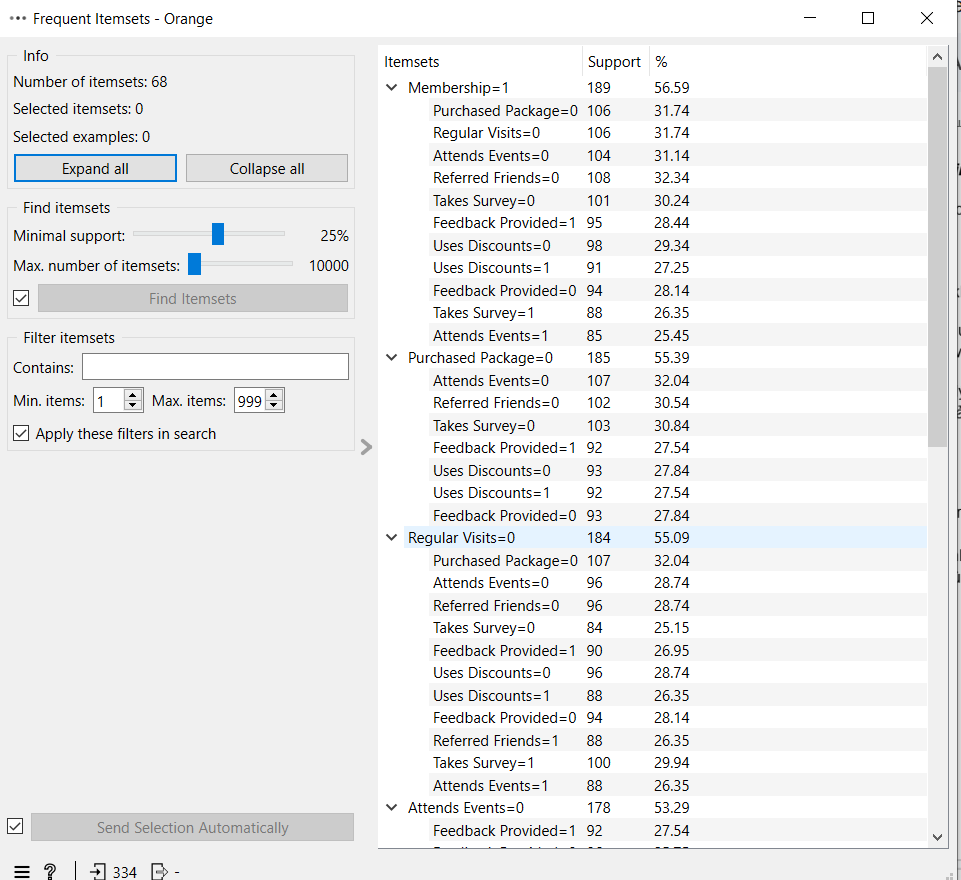 Frequent Itemsets - Orange
Info
Number of itemsets: 68
Selected itemsets: 0
Selected examples: 0
Expand all
Collapse all
Find itemsets
Minimal support: 25%
Max. number of itemsets: 10000
Find Itemsets
Filter itemsets
Contains:
Min. items: 1 Max. items: 999
Apply these filters in search
Send Selection Automatically
334 -
Itemsets Support %
Membership=1 189 56.59
Purchased Package=0 106 31.74
Regular Visits=0 106 31.74
Attends Events=0 104 31.14
Referred Friends=0 108 32.34
Takes Survey=0 101 30.24
Feedback Provided=1 95 28.44
Uses Discounts=0 98 29.34
Uses Discounts=1 91 27.25
Feedback Provided=0 94 28.14
Takes Survey=1 88 26.35
Attends Events=1 85 25.45
Purchased Package=0 185 55.39
Attends Events=0 107 32.04
Referred Friends=0 102 30.54
Takes Survey=0 103 30.84
Feedback Provided=1 92 27.54
Uses Discounts=0 93 27.84
Uses Discounts=1 92 27.54
Feedback Provided=0 93 27.84
Regular Visits=0 184 55.09
Purchased Package=0 107 32.04
Attends Events=0 96 28.74
Referred Friends=0 96 28.74
Takes Survey=0 84 25.15
Feedback Provided=1 90 26.95
Uses Discounts=0 96 28.74
Uses Discounts=1 88 26.35
Feedback Provided=0 94 28.14
Referred Friends=1 88 26.35
Takes Survey=1 100 29.94
Attends Events=1 88 26.35
Attends Events=0 178 53.29
Feedback Provided=1 92 27.54